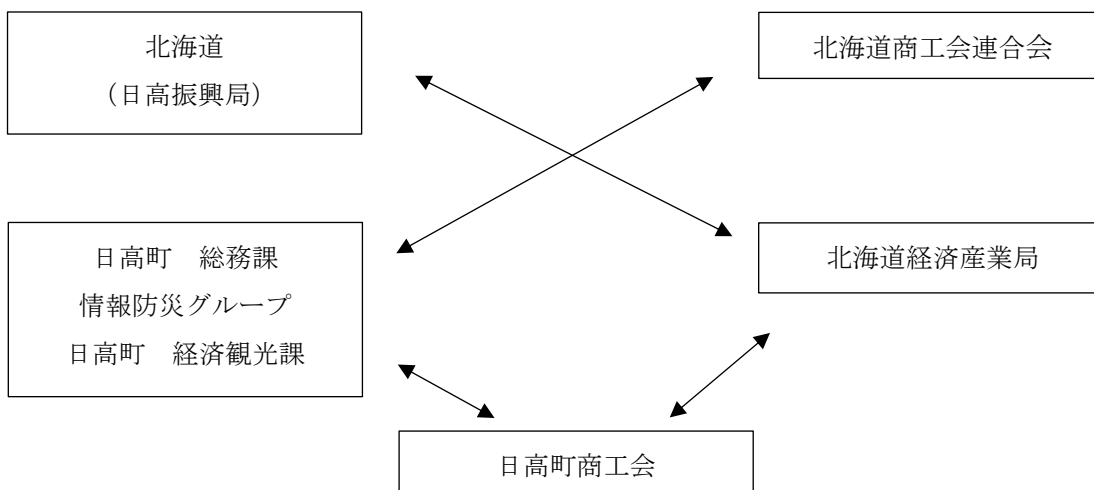 北海道
(日高振興局)
北海道商工会連合会
日高町　総務課
情報防災グループ
日高町　経済観光課
北海道経済産業局
日高町商工会